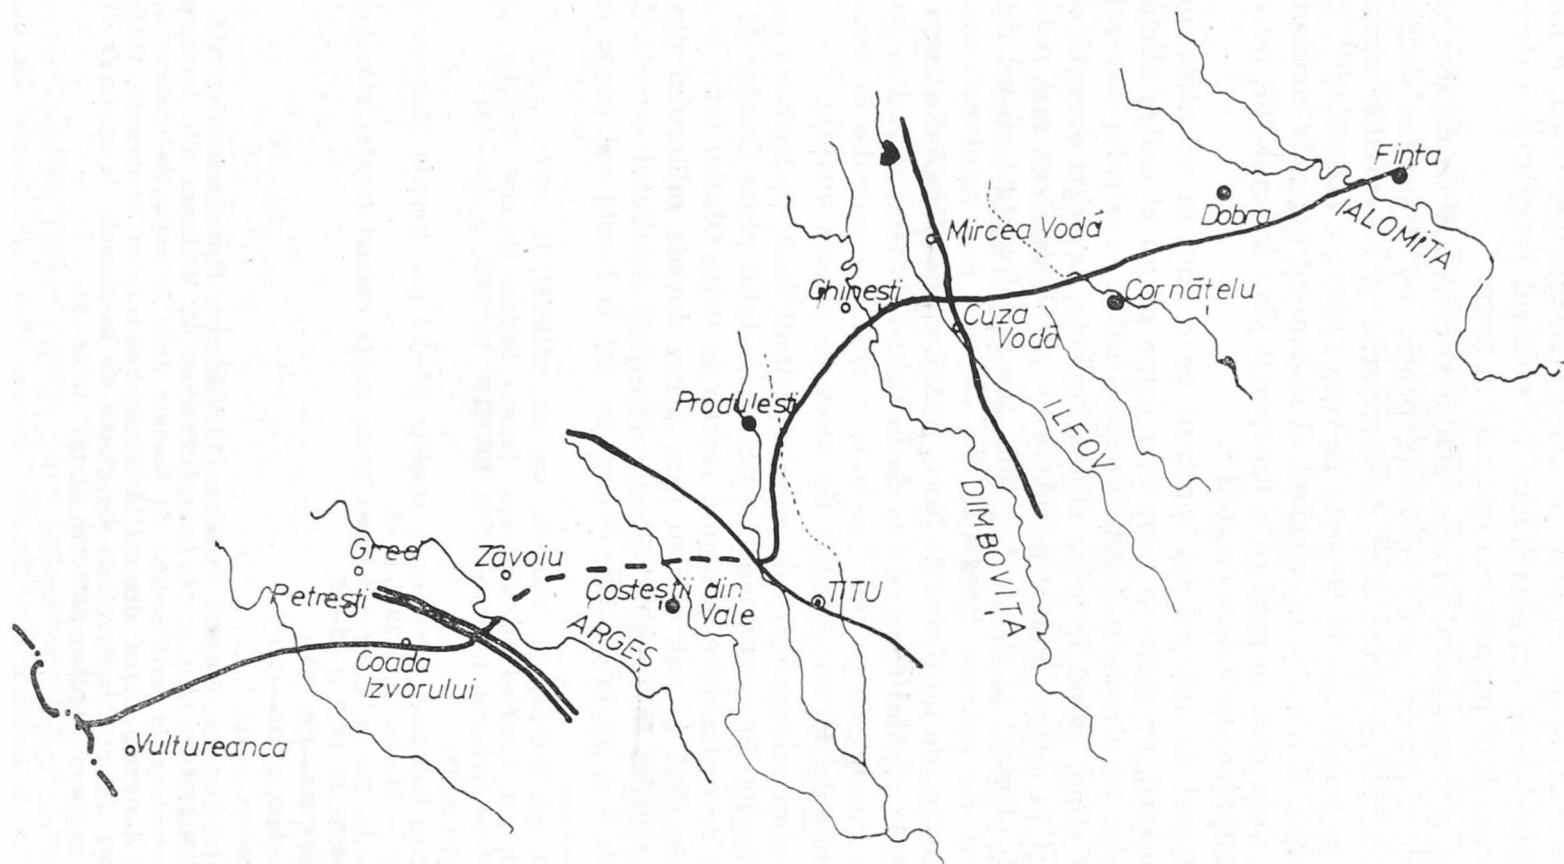 Finta
IALOMIȚA
Dobra
Mircea Vodă
Ghinești
Cornățelu
Cuza
Vodă
Produlești
ILFOV
DIMBOVIȚA
Greci
Zăvoiu
Petrești
Costeștii din
Vale
TITU
ARGEȘ
Coada
Izvorului
Vultureanca